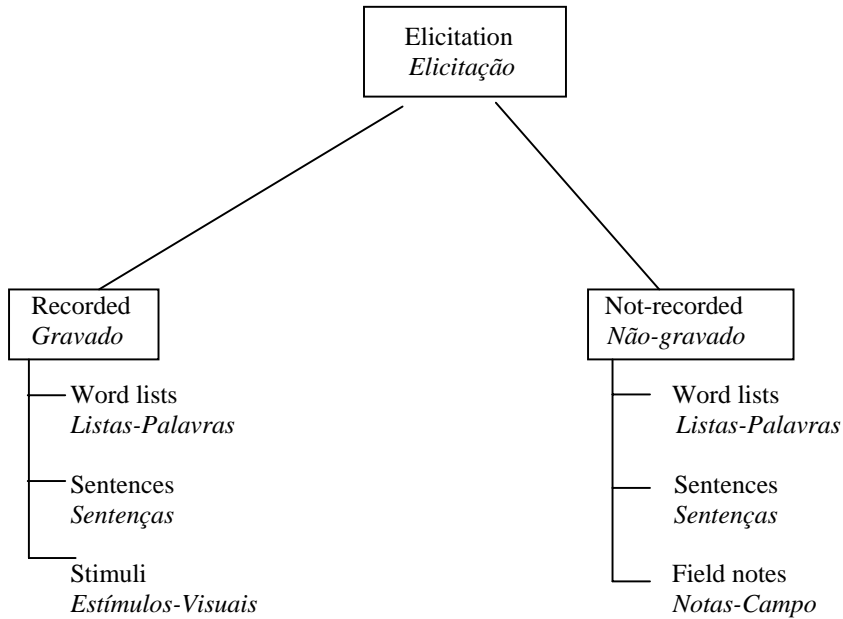 Elicitation
Elicitação
Recorded
Gravado
Word lists
Listas-Palavras
Sentences
Sentenças
Stimuli
Estímulos-Visuais
Not-recorded
Não-gravado
Word lists
Listas-Palavras
Sentences
Sentenças
Field notes
Notas-Campo